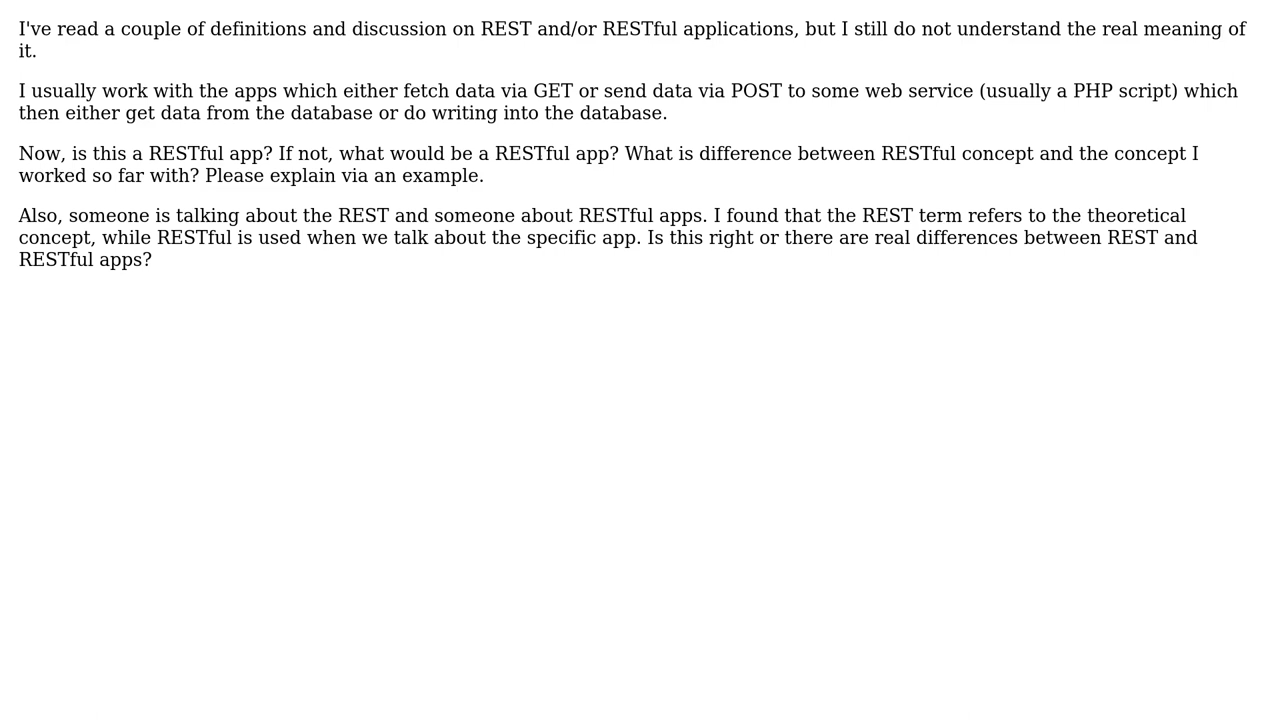 I've read a couple of definitions and discussion on REST and/or RESTful applications, but I still do not understand the real meaning of
it.
I usually work with the apps which either fetch data via GET or send data via POST to some web service (usually a PHP script) which
then either get data from the database or do writing into the database.
Now, is this a RESTful app? If not, what would be a RESTful app? What is difference between RESTful concept and the concept I
worked so far with? Please explain via an example.
Also, someone is talking about the REST and someone about RESTful apps. I found that the REST term refers to the theoretical
concept, while RESTful is used when we talk about the specific app. Is this right or there are real differences between REST and
RESTful apps?